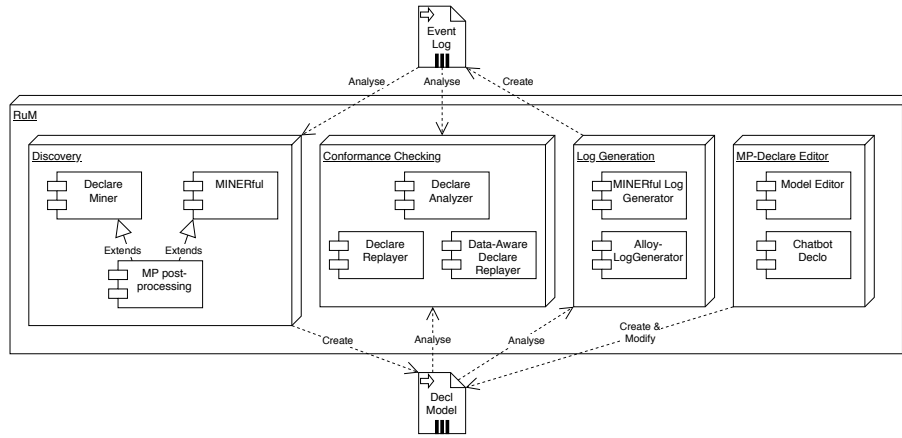 Event
Log
Analyse
Analyse
Create
RuM
Discovery
Declare
Miner
MINERful
Extends
Extends
MP post-
processing
Conformance Checking
Declare
Analyzer
Declare
Replayer
Data-Aware
Declare
Replayer
Log Generation
MINERful Log
Generator
Alloy-
LogGenerator
MP-Declare Editor
Model Editor
Chatbot
Declo
Create
Analyse
Analyse
Create &
Modify
Decl
Model